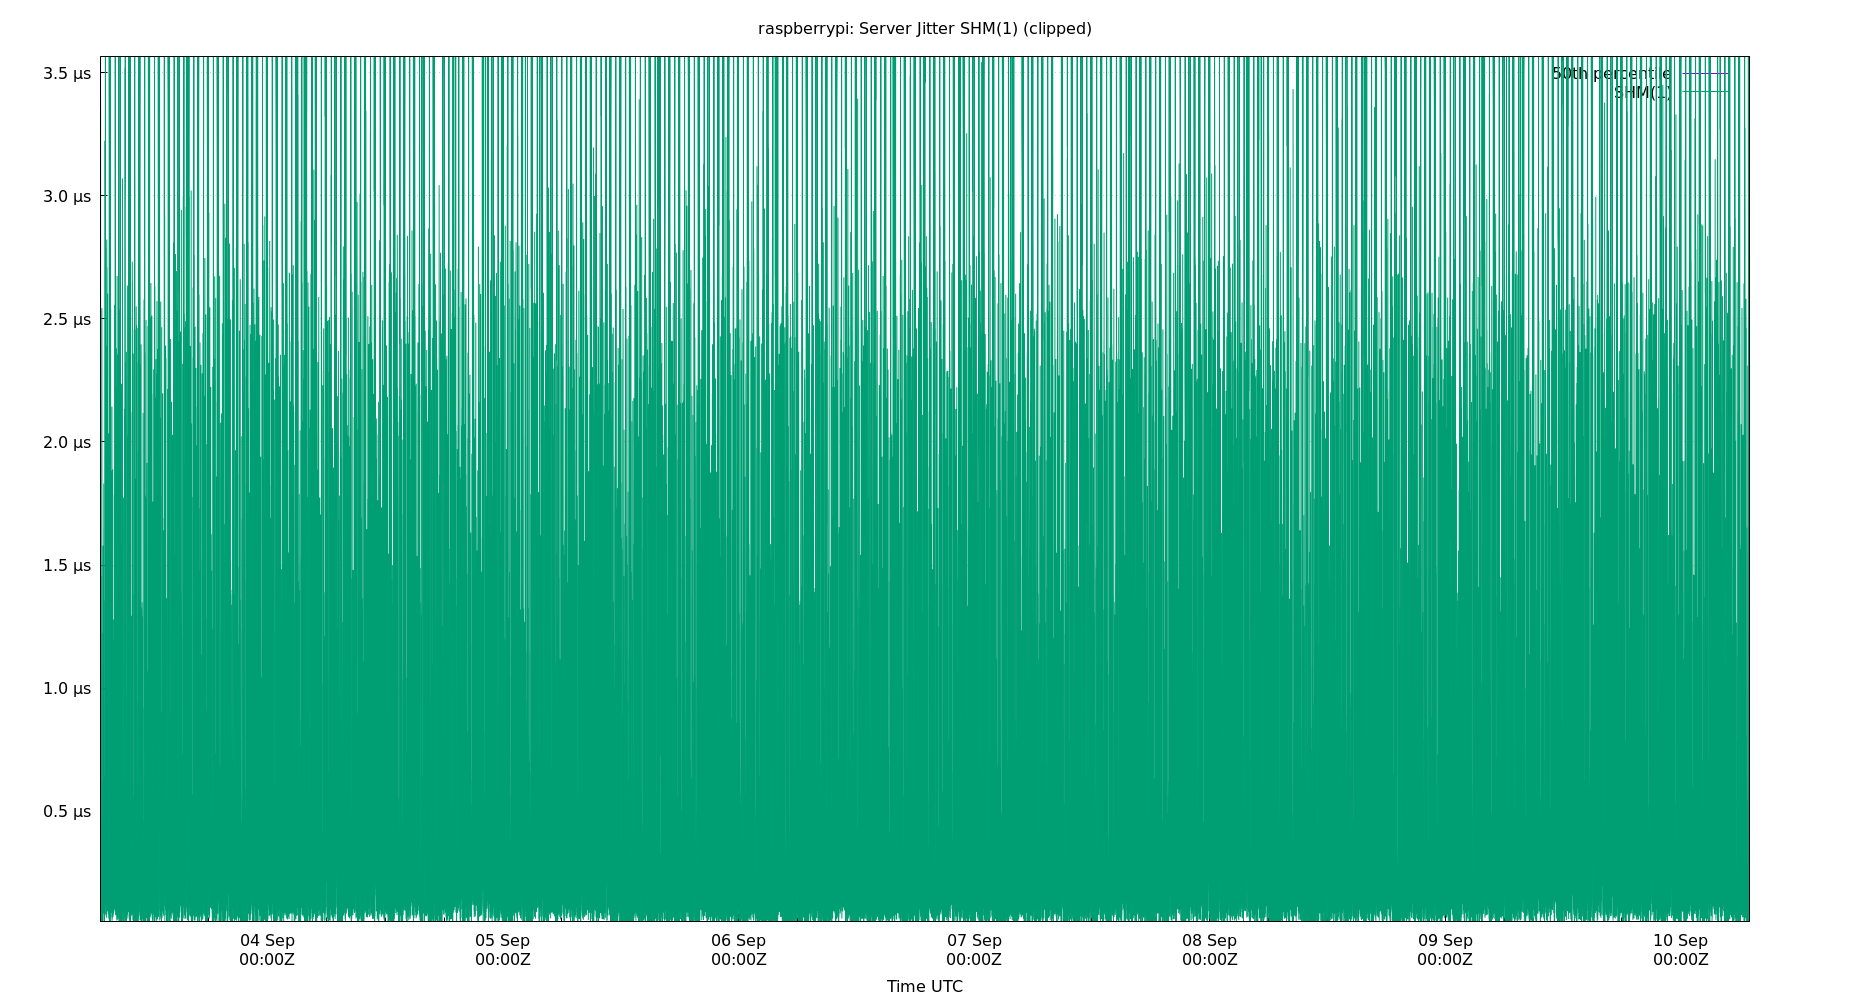 raspberrypi: Server Jitter SHM(1) (clipped)
3.5 µs
50th percentile
SHM(1)
3.0 µs
2.5 µs
2.0 µs
1.5 µs
1.0 µs
0.5 µs
04 Sep 05 Sep 06 Sep 07 Sep 08 Sep 09 Sep 10 Sep
00:00Z 00:00Z 00:00Z 00:00Z 00:00Z 00:00Z 00:00Z
Time UTC